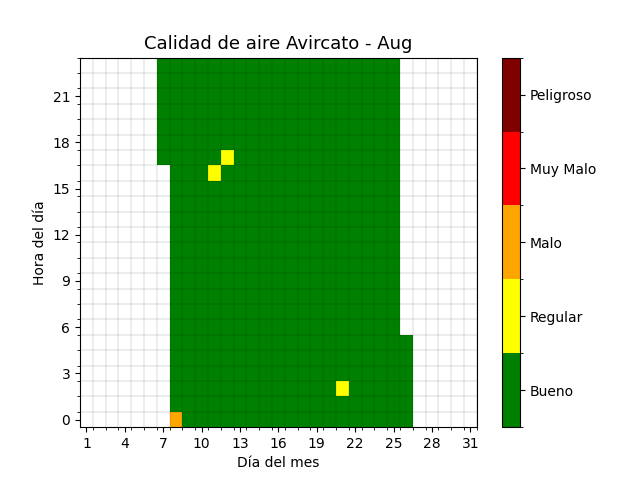 Calidad de aire Avircato - Aug
21
18
15
12
9
6
3
0
Hora del día
1 4 7 10 13 16 19 22 25 28 31
Día del mes
Peligroso
Muy Malo
Malo
Regular
Bueno